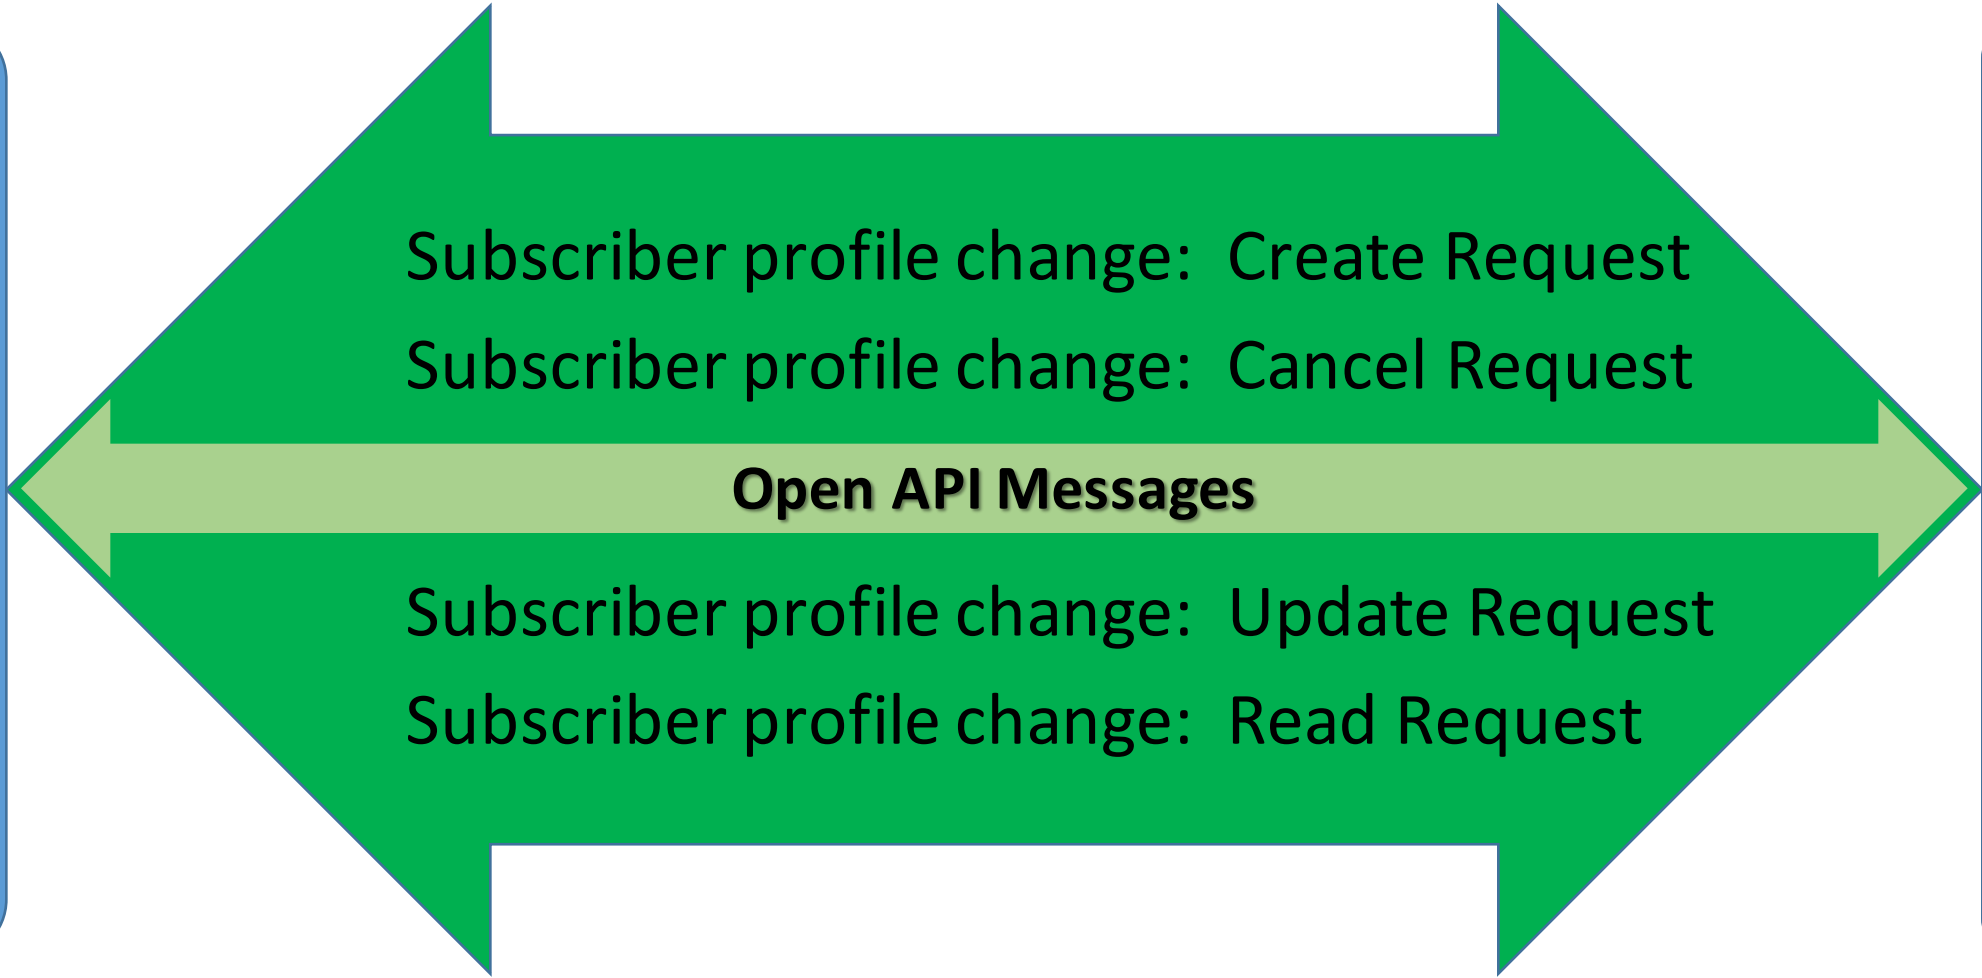 Subscriber profile change:  Create Request
Subscriber profile change:  Cancel Request
Open API Messages
Subscriber profile change:  Update Request
Subscriber profile change:  Read Request